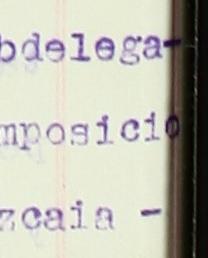 bdelega-
mposicio
zcaia -